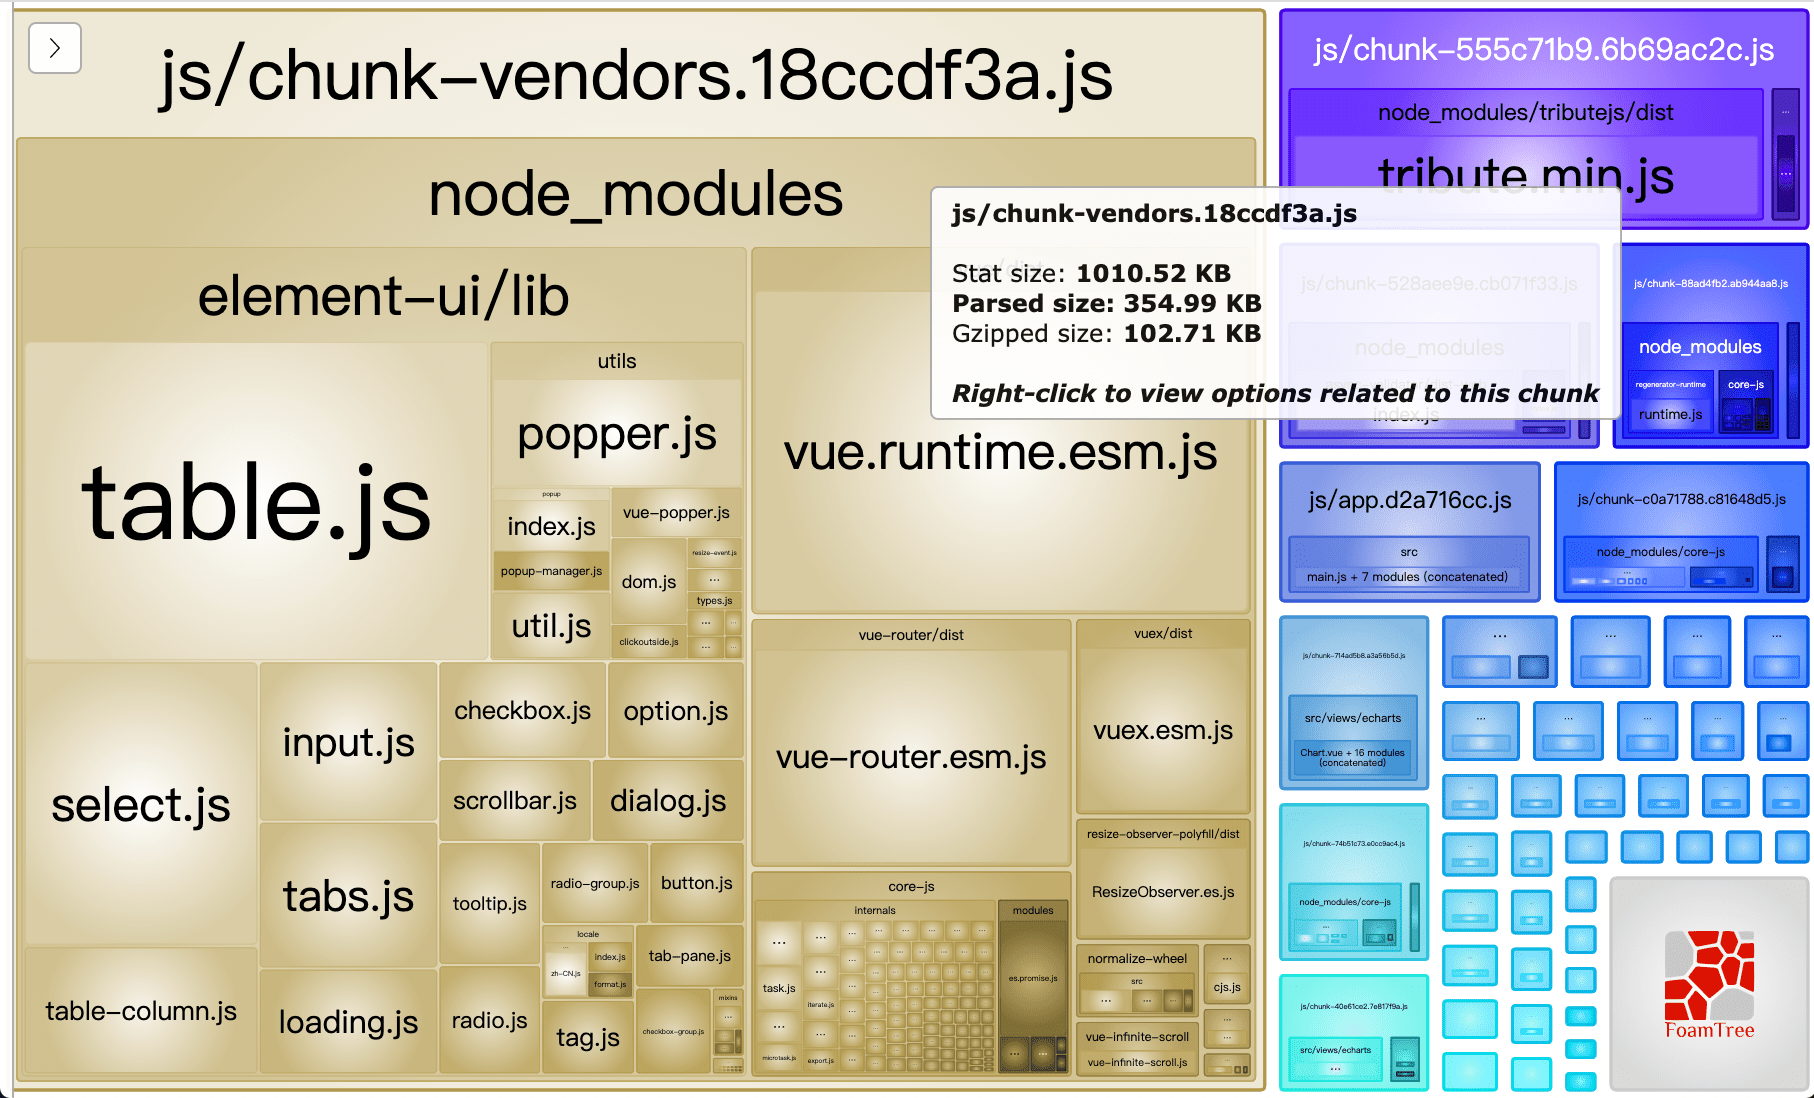 js/chunk-vendors.18ccdf3a.js
node_modules
element-ui/lib
table.js
utils
popper.js
popup
index.js
popup-manager.js
util.js
vue-popper.js
dom.js
resize-event.js
...
types.js
clickoutside.js
select.js
table-column.js
input.js
tabs.js
loading.js
checkbox.js
option.js
scrollbar.js
dialog.js
tooltip.js
radio-group.js
button.js
locale
zh-CN.js
index.js
format.js
tab-pane.js
radio.js
tag.js
checkbox-group.js
mixins
vue.runtime.esm.js
vue-router/dist
vue-router.esm.js
vuex/dist
vuex.esm.js
resize-observer-polyfill/dist
ResizeObserver.es.js
core-js
internals
task.js
microtask.js
iterate.js
export.js
modules
es.promise.js
normalize-wheel
src
cjs.js
vue-infinite-scroll
vue-infinite-scroll.js
js/chunk-vendors.18ccdf3a.js
Stat size: 1010.52 KB
Parsed size: 354.99 KB
Gzipped size: 102.71 KB
Right-click to view options related to this chunk
js/chunk-555c71b9.6b69ac2c.js
node_modules/tributejs/dist
tribute.min.js
js/chunk-528aee9e.cb071f33.js
node_modules
index.js
js/chunk-88ad4fb2.ab944aa8.js
node_modules
regenerator-runtime
runtime.js
core-js
js/app.d2a716cc.js
src
main.js + 7 modules (concatenated)
js/chunk-c0a71788.c81648d5.js
node_modules/core-js
js/chunk-714ad5b8.a3a56b5d.js
src/views/echarts
Chart.vue + 16 modules
(concatenated)
js/chunk-74b51c73.e0cc9ac4.js
node_modules/core-js
js/chunk-40e61ce2.7e817f9a.js
src/views/echarts
FoamTree